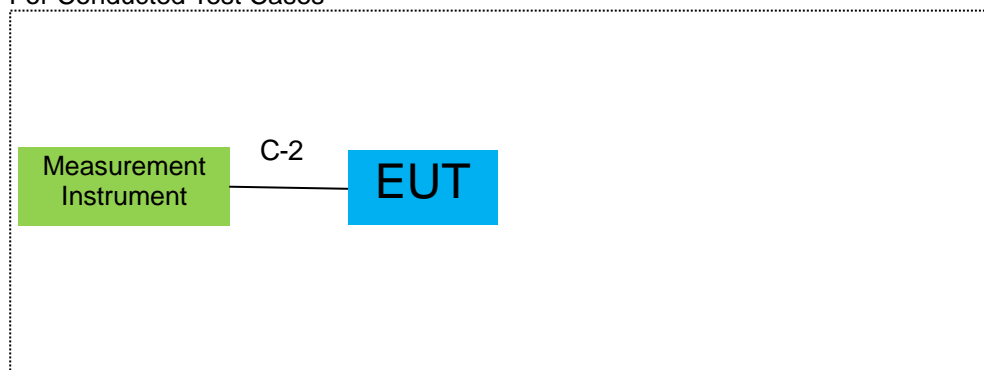 For Conducted Test Cases
C-2
Measurement
Instrument
EUT